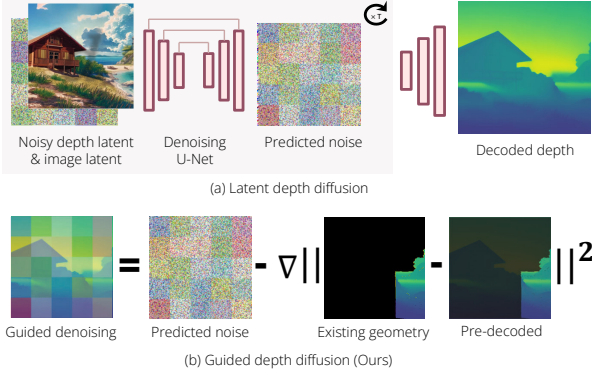 × T
Noisy depth latent
& image latent
Denoising
U-Net
Predicted noise
Decoded depth
(a) Latent depth diffusion
= - ∇|| - ||²
Guided denoising
Predicted noise
Existing geometry
Pre-decoded
(b) Guided depth diffusion (Ours)